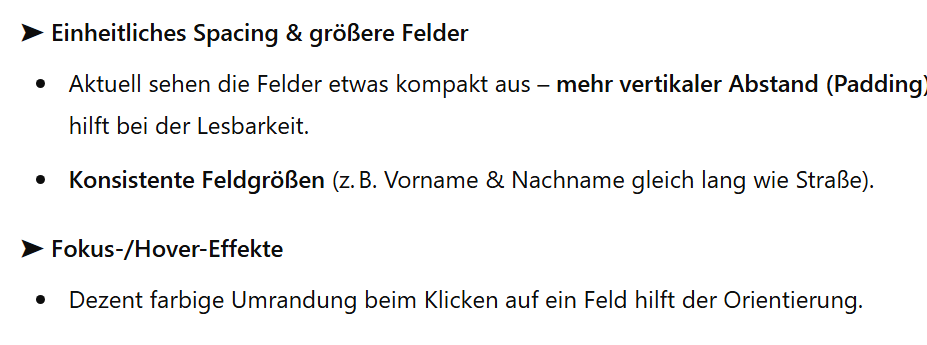 ➤ Einheitliches Spacing & größere Felder
• Aktuell sehen die Felder etwas kompakt aus – mehr vertikaler Abstand (Padding)
hilft bei der Lesbarkeit.
• Konsistente Feldgrößen (z. B. Vorname & Nachname gleich lang wie Straße).
➤ Fokus-/Hover-Effekte
• Dezent farbige Umrandung beim Klicken auf ein Feld hilft der Orientierung.